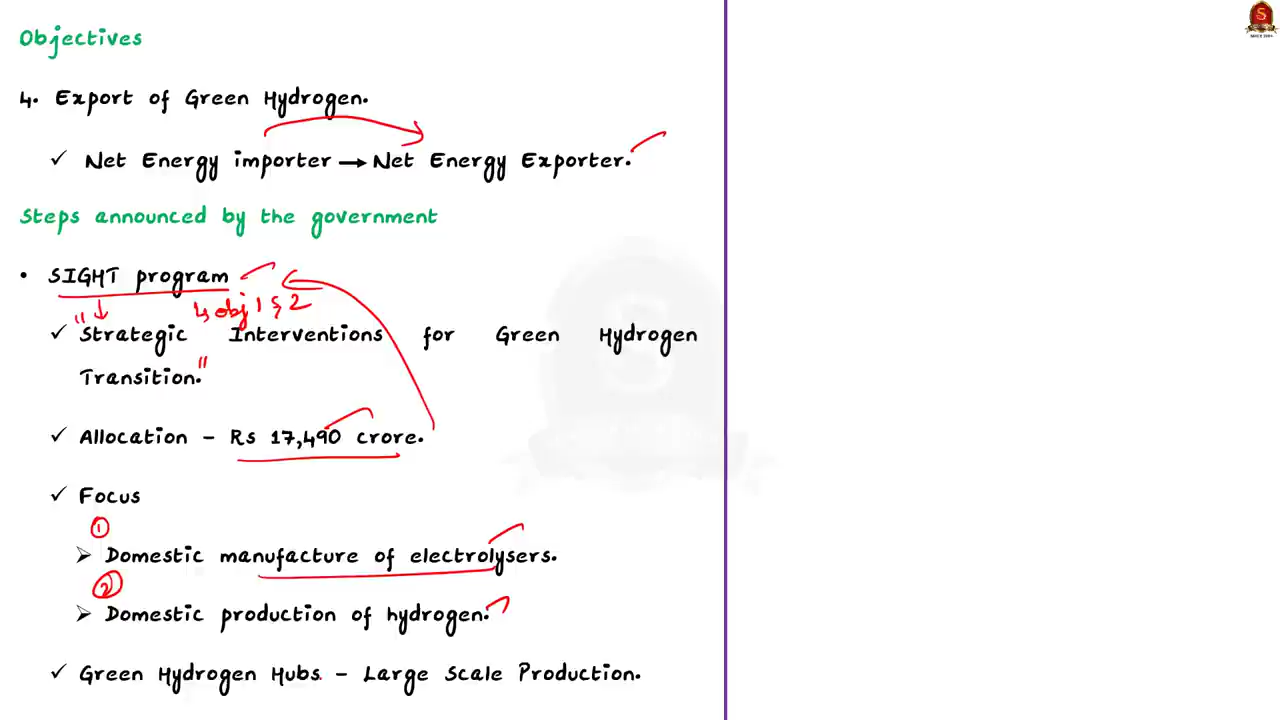 Objectives
4. Export of Green Hydrogen.
✓ Net Energy importer → Net Energy Exporter.
Steps announced by the government
• SIGHT program
↳ obj 1 & 2
✓ "Strategic Interventions for Green Hydrogen
Transition."
✓ Allocation - Rs 17,490 crore.
✓ Focus
①
➢ Domestic manufacture of electrolysers.
②
➢ Domestic production of hydrogen.
✓ Green Hydrogen Hubs - Large Scale Production.
S